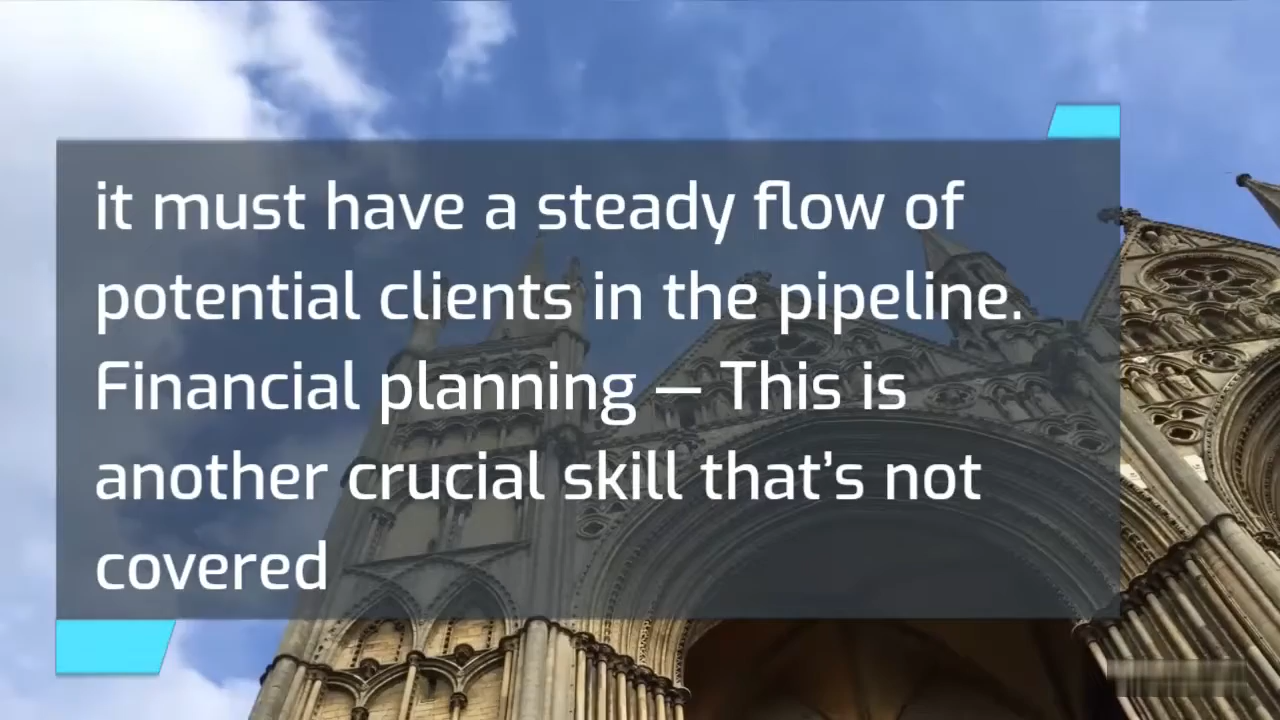 it must have a steady flow of
potential clients in the pipeline.
Financial planning — This is
another crucial skill that’s not
covered